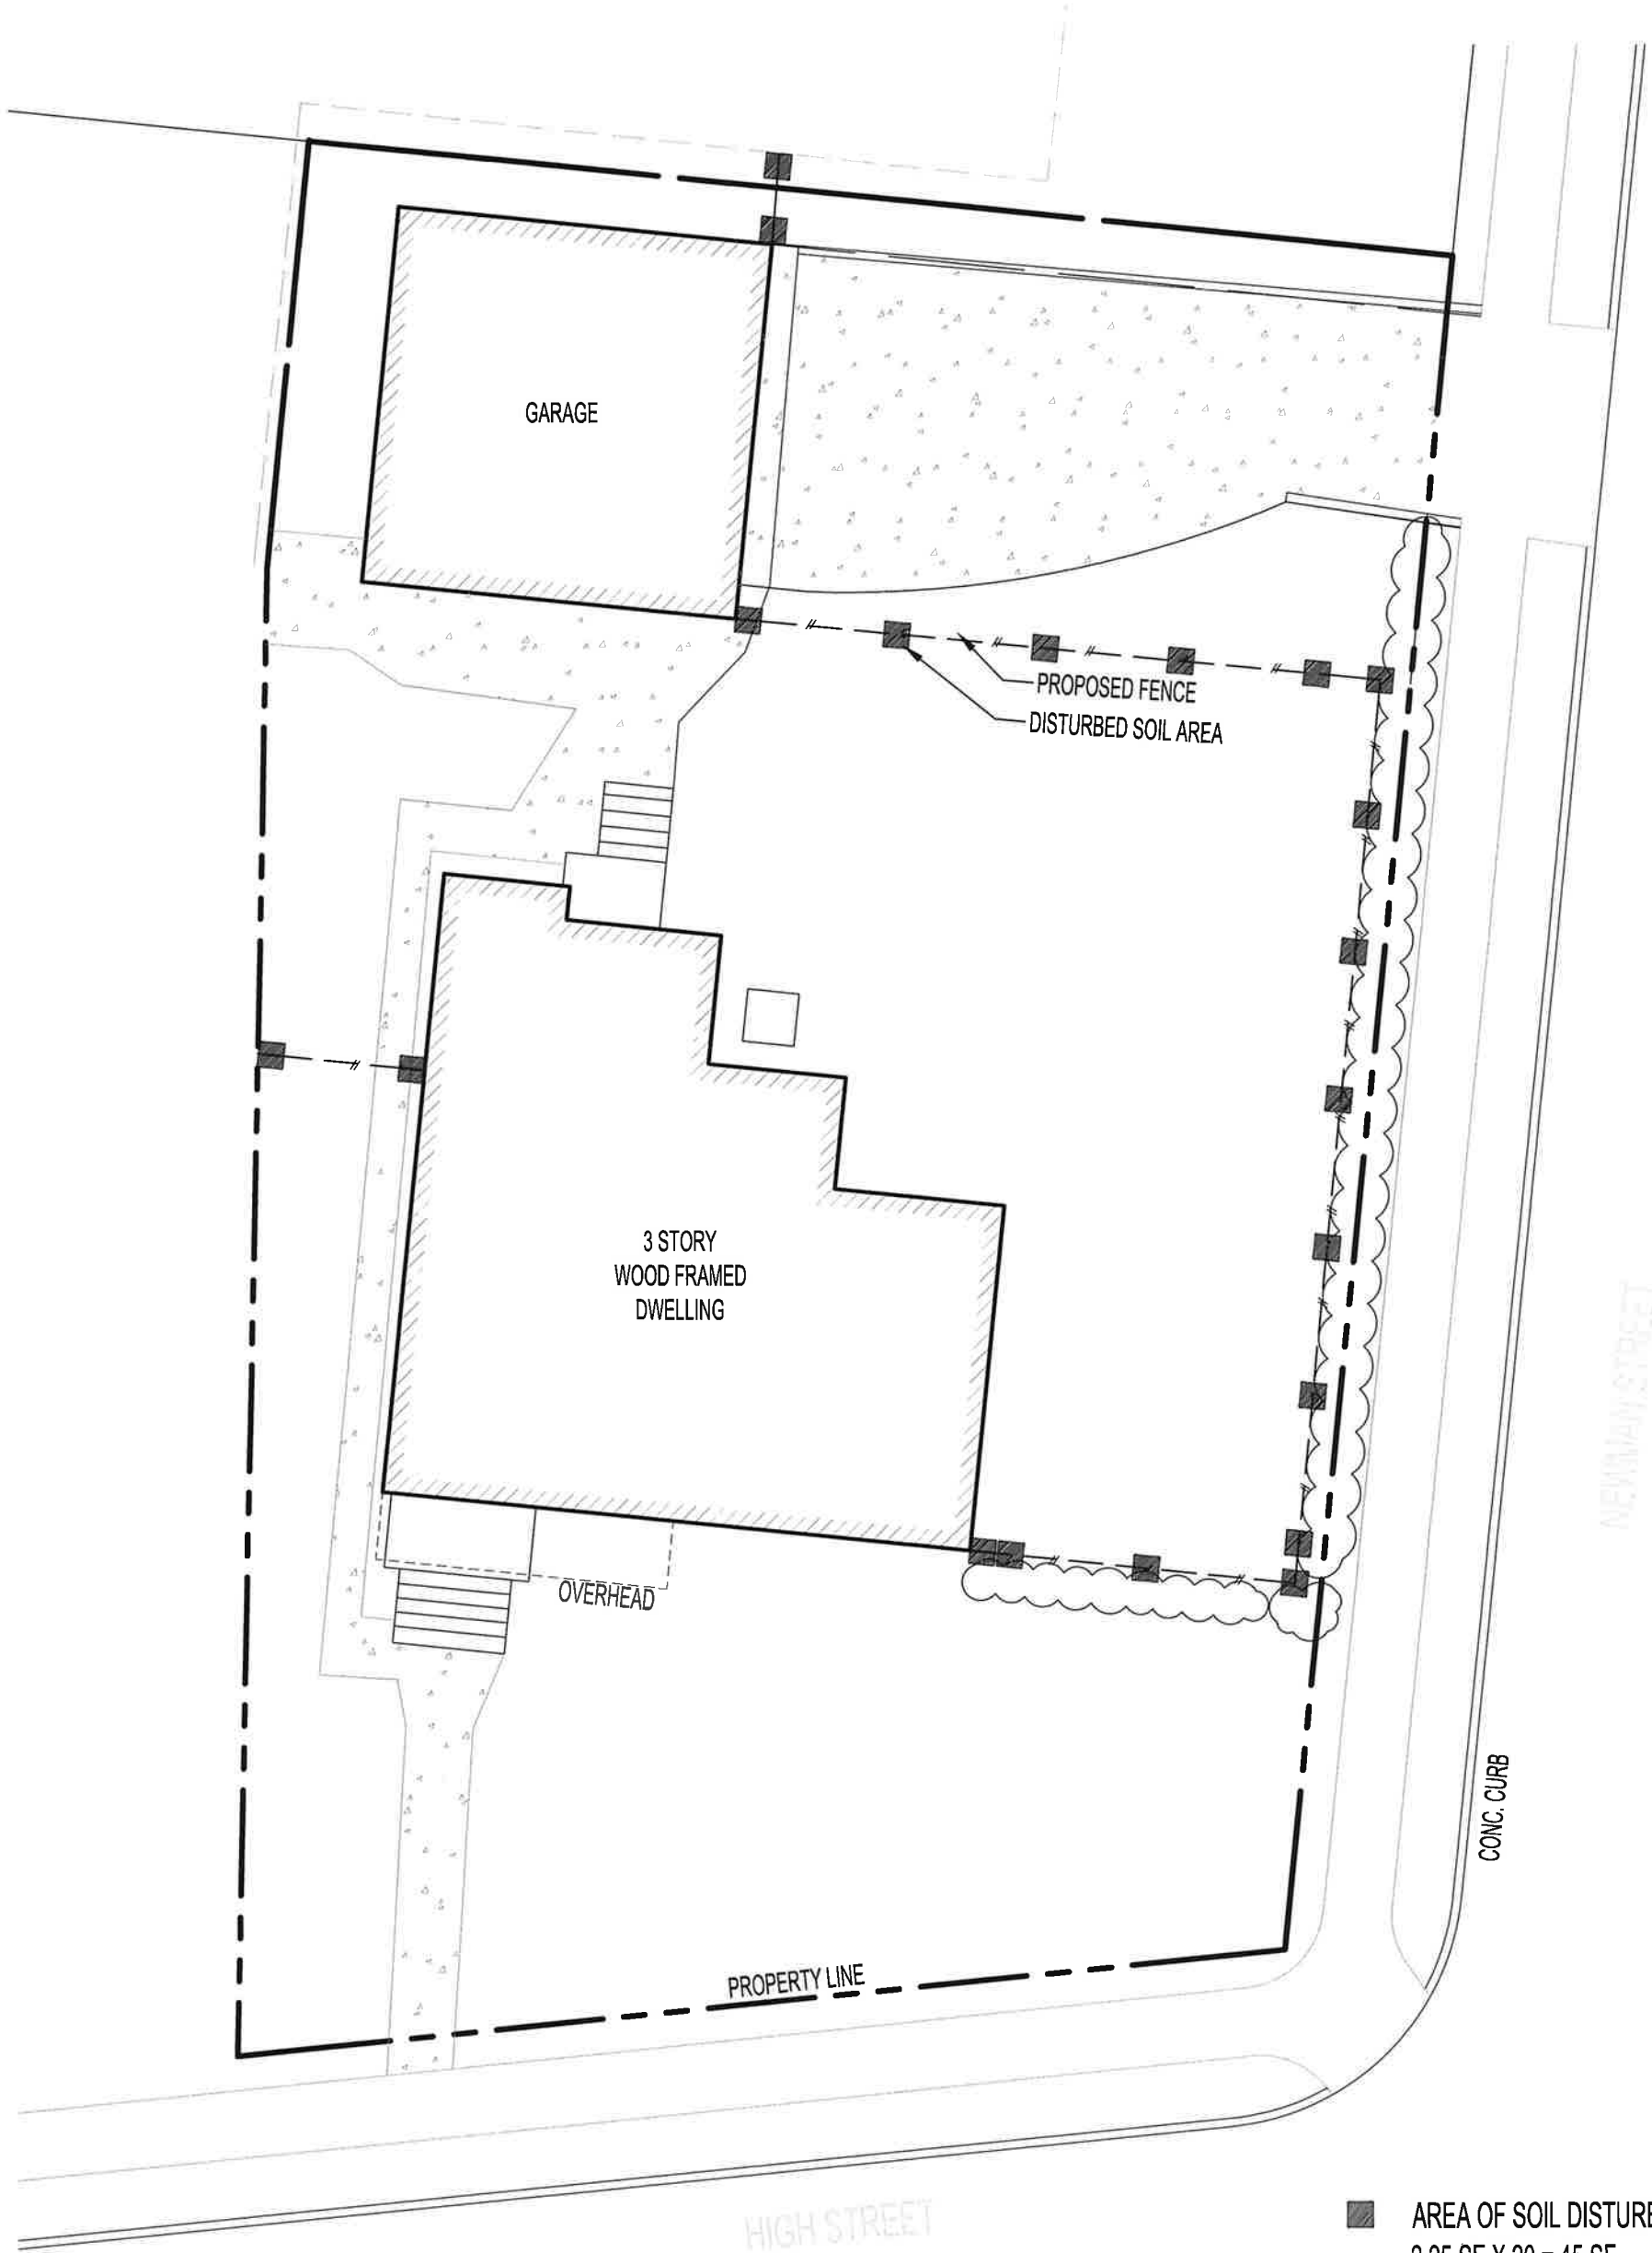 GARAGE
PROPOSED FENCE
DISTURBED SOIL AREA
3 STORY
WOOD FRAMED
DWELLING
OVERHEAD
NEWMAN STREET
CONC. CURB
PROPERTY LINE
HIGH STREET
AREA OF SOIL